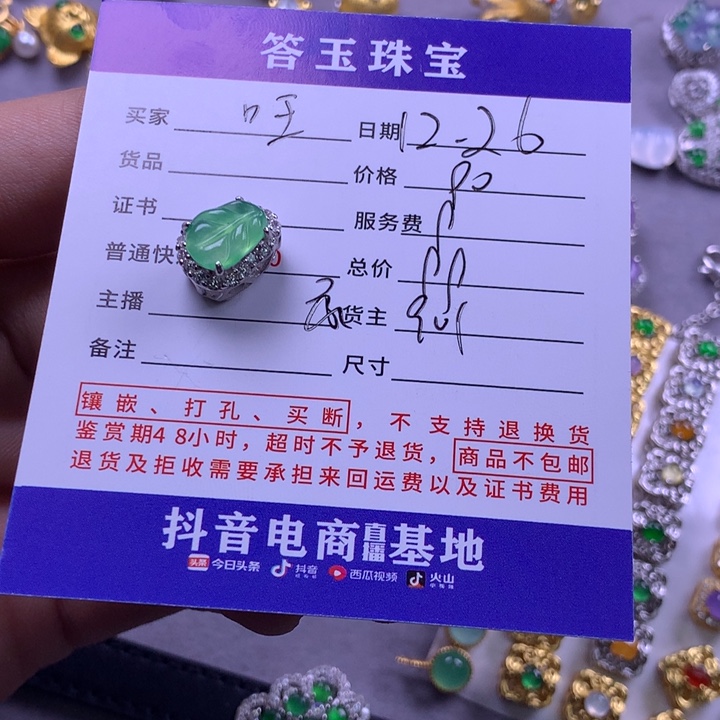 答玉珠宝
买家 旺 日期 12-26
货品 价格 80
证书 服务费
普通快 0 总价
主播 货主
备注 尺寸
镶嵌、打孔、买断，不支持退换货
鉴赏期48小时，超时不予退货，商品不包邮
退货及拒收需要承担来回运费以及证书费用
抖音电商直播基地
头条 今日头条 抖音 西瓜视频 火山